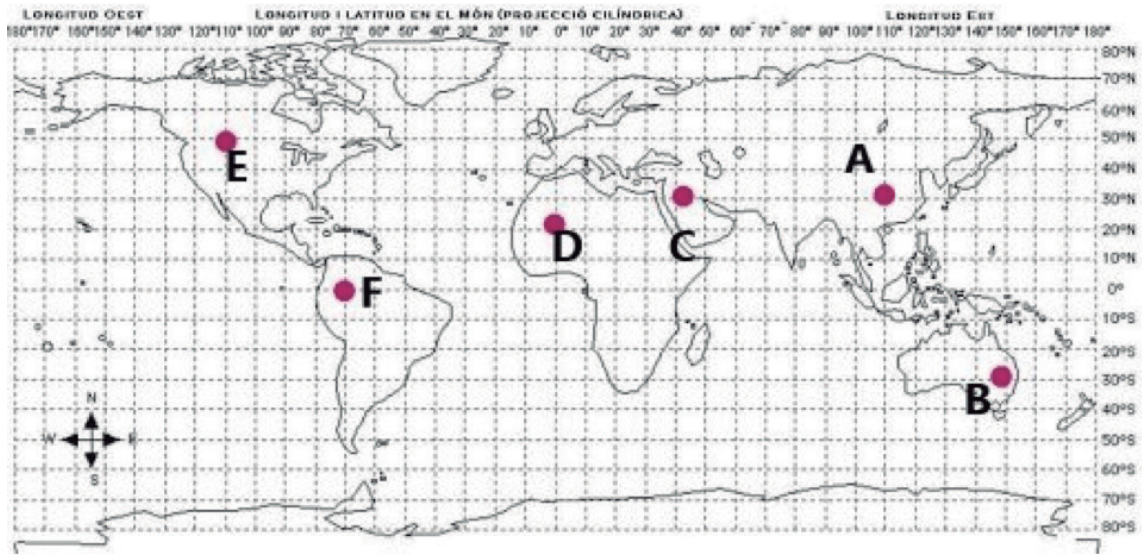 LONGITUD OEST LONGITUD I LATITUD EN EL MÓN (PROJECCIÓ CILÍNDRICA) LONGITUD EST
180°170° 160°150° 140° 130° 120°110° 100° 90° 80° 70° 60° 50° 40° 30° 20° 10° 0° 10° 20° 30° 40° 50° 60° 70° 80° 90° 100° 110° 120° 130° 140°150°160° 170° 180°
80°N
70°N
60°N
50°N
A
E
40°N
30°N
20°N
D
C
10°N
F
0°
10°S
20°S
30°S
B
N
40°S
W E
50°S
S
60°S
70°S
80°S